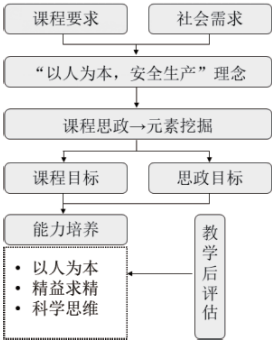 课程要求
社会需求
“以人为本，安全生产”理念
课程思政→元素挖掘
课程目标
思政目标
能力培养
• 以人为本
• 精益求精
• 科学思维
教学后评估